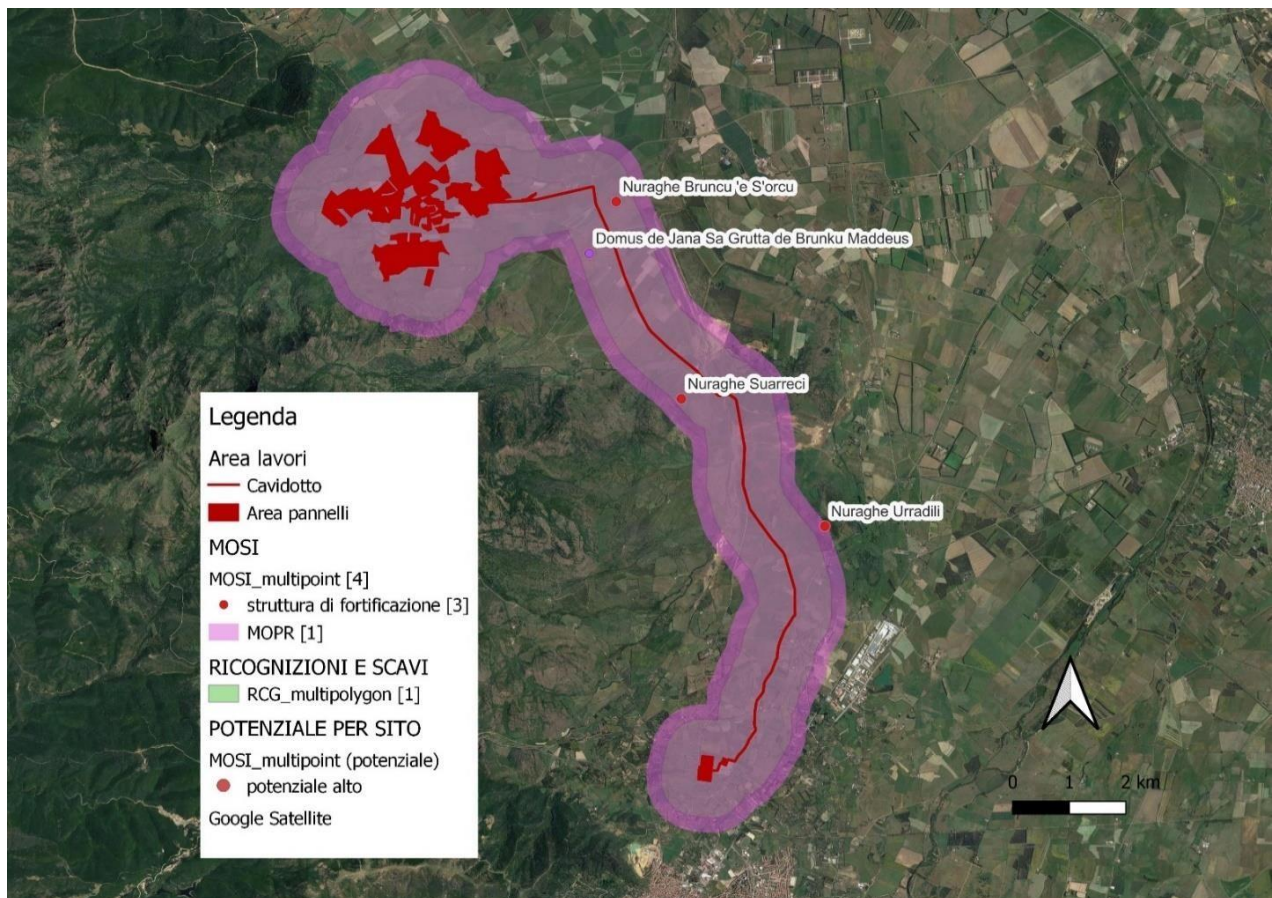 Nuraghe Bruncu 'e S'orcu
Domus de Jana Sa Grutta de Brunku Maddeus
Nuraghe Suarreci
Nuraghe Urradili
Legenda
Area lavori
Cavidotto
Area pannelli
MOSI
MOSI_multipoint [4]
struttura di fortificazione [3]
MOPR [1]
RICOGNIZIONI E SCAVI
RCG_multipolygon [1]
POTENZIALE PER SITO
MOSI_multipoint (potenziale)
potenziale alto
Google Satellite
0 1 2 km